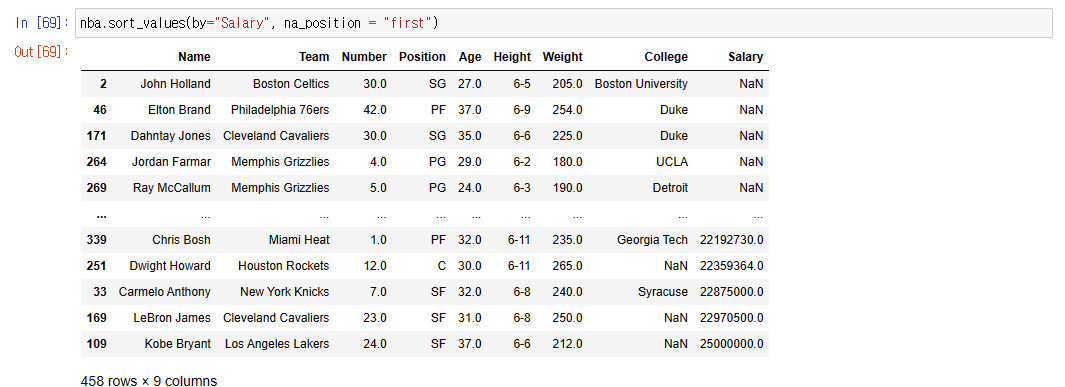 In [69]: nba.sort_values(by="Salary", na_position = "first")
Out[69]:
Name Team Number Position Age Height Weight College Salary
2 John Holland Boston Celtics 30.0 SG 27.0 6-5 205.0 Boston University NaN
46 Elton Brand Philadelphia 76ers 42.0 PF 37.0 6-9 254.0 Duke NaN
171 Dahntay Jones Cleveland Cavaliers 30.0 SG 35.0 6-6 225.0 Duke NaN
264 Jordan Farmar Memphis Grizzlies 4.0 PG 29.0 6-2 180.0 UCLA NaN
269 Ray McCallum Memphis Grizzlies 5.0 PG 24.0 6-3 190.0 Detroit NaN
... ... ... ... ... ... ... ... ... ...
339 Chris Bosh Miami Heat 1.0 PF 32.0 6-11 235.0 Georgia Tech 22192730.0
251 Dwight Howard Houston Rockets 12.0 C 30.0 6-11 265.0 NaN 22359364.0
33 Carmelo Anthony New York Knicks 7.0 SF 32.0 6-8 240.0 Syracuse 22875000.0
169 LeBron James Cleveland Cavaliers 23.0 SF 31.0 6-8 250.0 NaN 22970500.0
109 Kobe Bryant Los Angeles Lakers 24.0 SF 37.0 6-6 212.0 NaN 25000000.0
458 rows × 9 columns